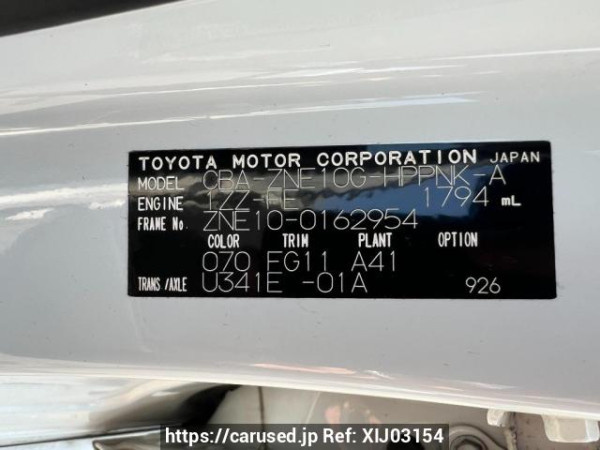 TOYOTA MOTOR CORPORATION JAPAN
MODEL CBA-ZNE10G-HPPNK-A
ENGINE 1ZZ-FE 1794 mL
FRAME No ZNE10-0162954
COLOR TRIM PLANT OPTION
070 EG11 A41
TRANS/AXLE U341E -01A 926
https://carused.jp Ref: XIJ03154